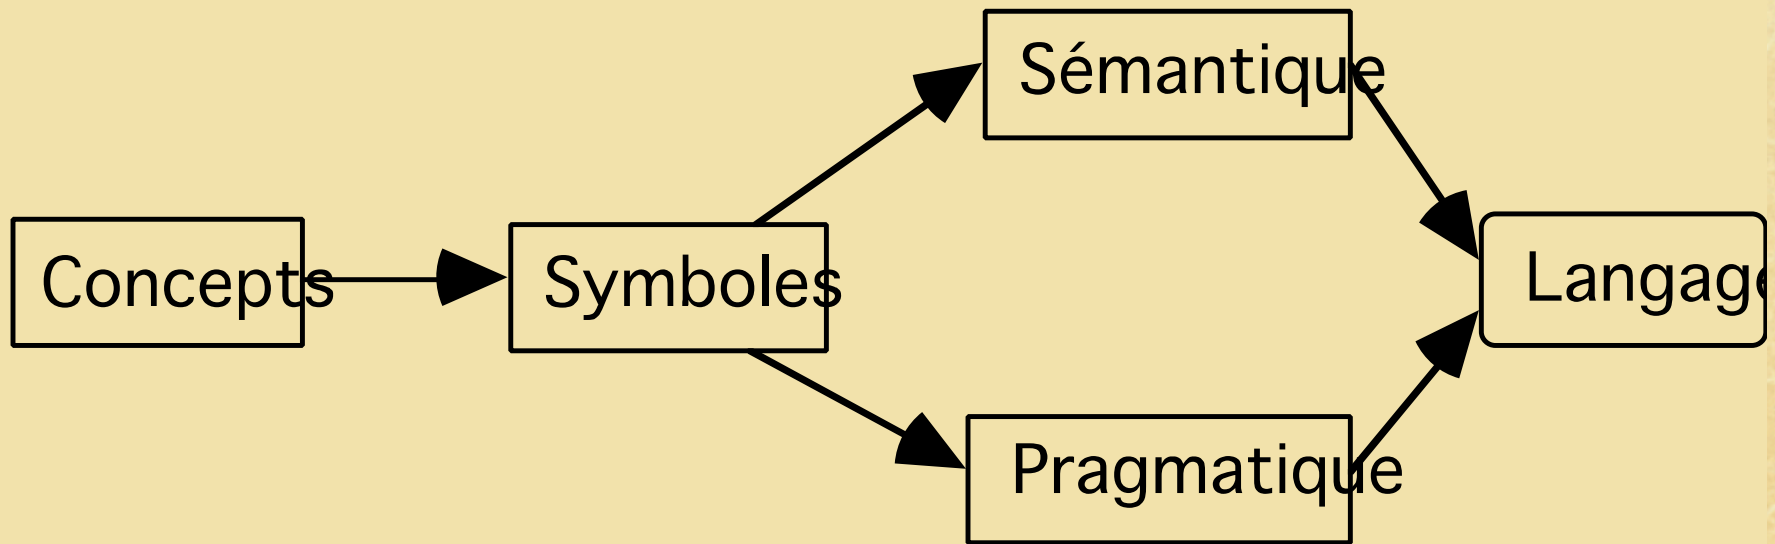 Sémantique
Concepts
Symboles
Langage
Pragmatique